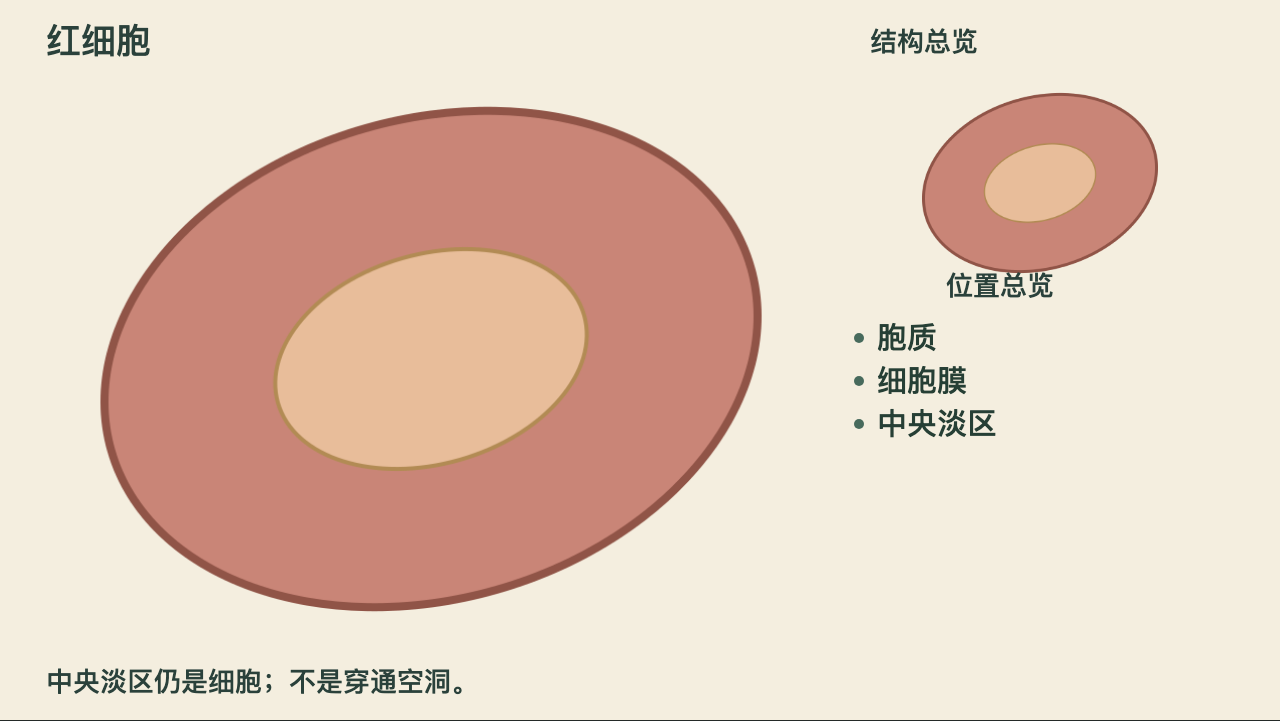 红细胞
结构总览
位置总览
胞质
细胞膜
中央淡区
中央淡区仍是细胞；不是穿通空洞。